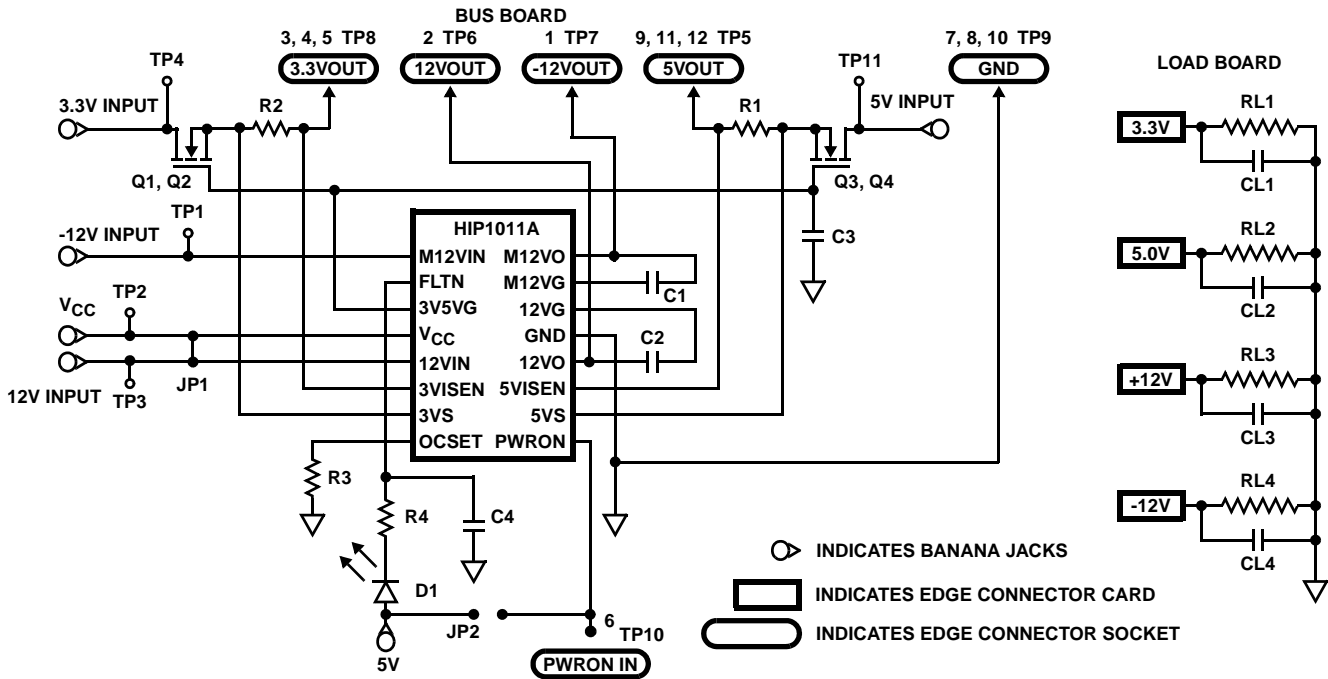 BUS BOARD
3, 4, 5 TP8
2 TP6
1 TP7
9, 11, 12 TP5
7, 8, 10 TP9
TP4
3.3VOUT
12VOUT
-12VOUT
5VOUT
TP11
GND
LOAD BOARD
3.3V INPUT
R2
R1
5V INPUT
RL1
3.3V
CL1
Q1, Q2
Q3, Q4
TP1
HIP1011A
C3
-12V INPUT
M12VIN
M12VO
RL2
5.0V
FLTN
M12VG
C1
CL2
TP2
3V5VG
12VG
VCC
VCC
GND
C2
12VIN
12VO
JP1
RL3
+12V
12V INPUT
TP3
3VISEN
5VISEN
3VS
5VS
CL3
OCSET
PWRON
R3
RL4
-12V
R4
C4
CL4
INDICATES BANANA JACKS
D1
INDICATES EDGE CONNECTOR CARD
JP2
6
TP10
INDICATES EDGE CONNECTOR SOCKET
5V
PWRON IN